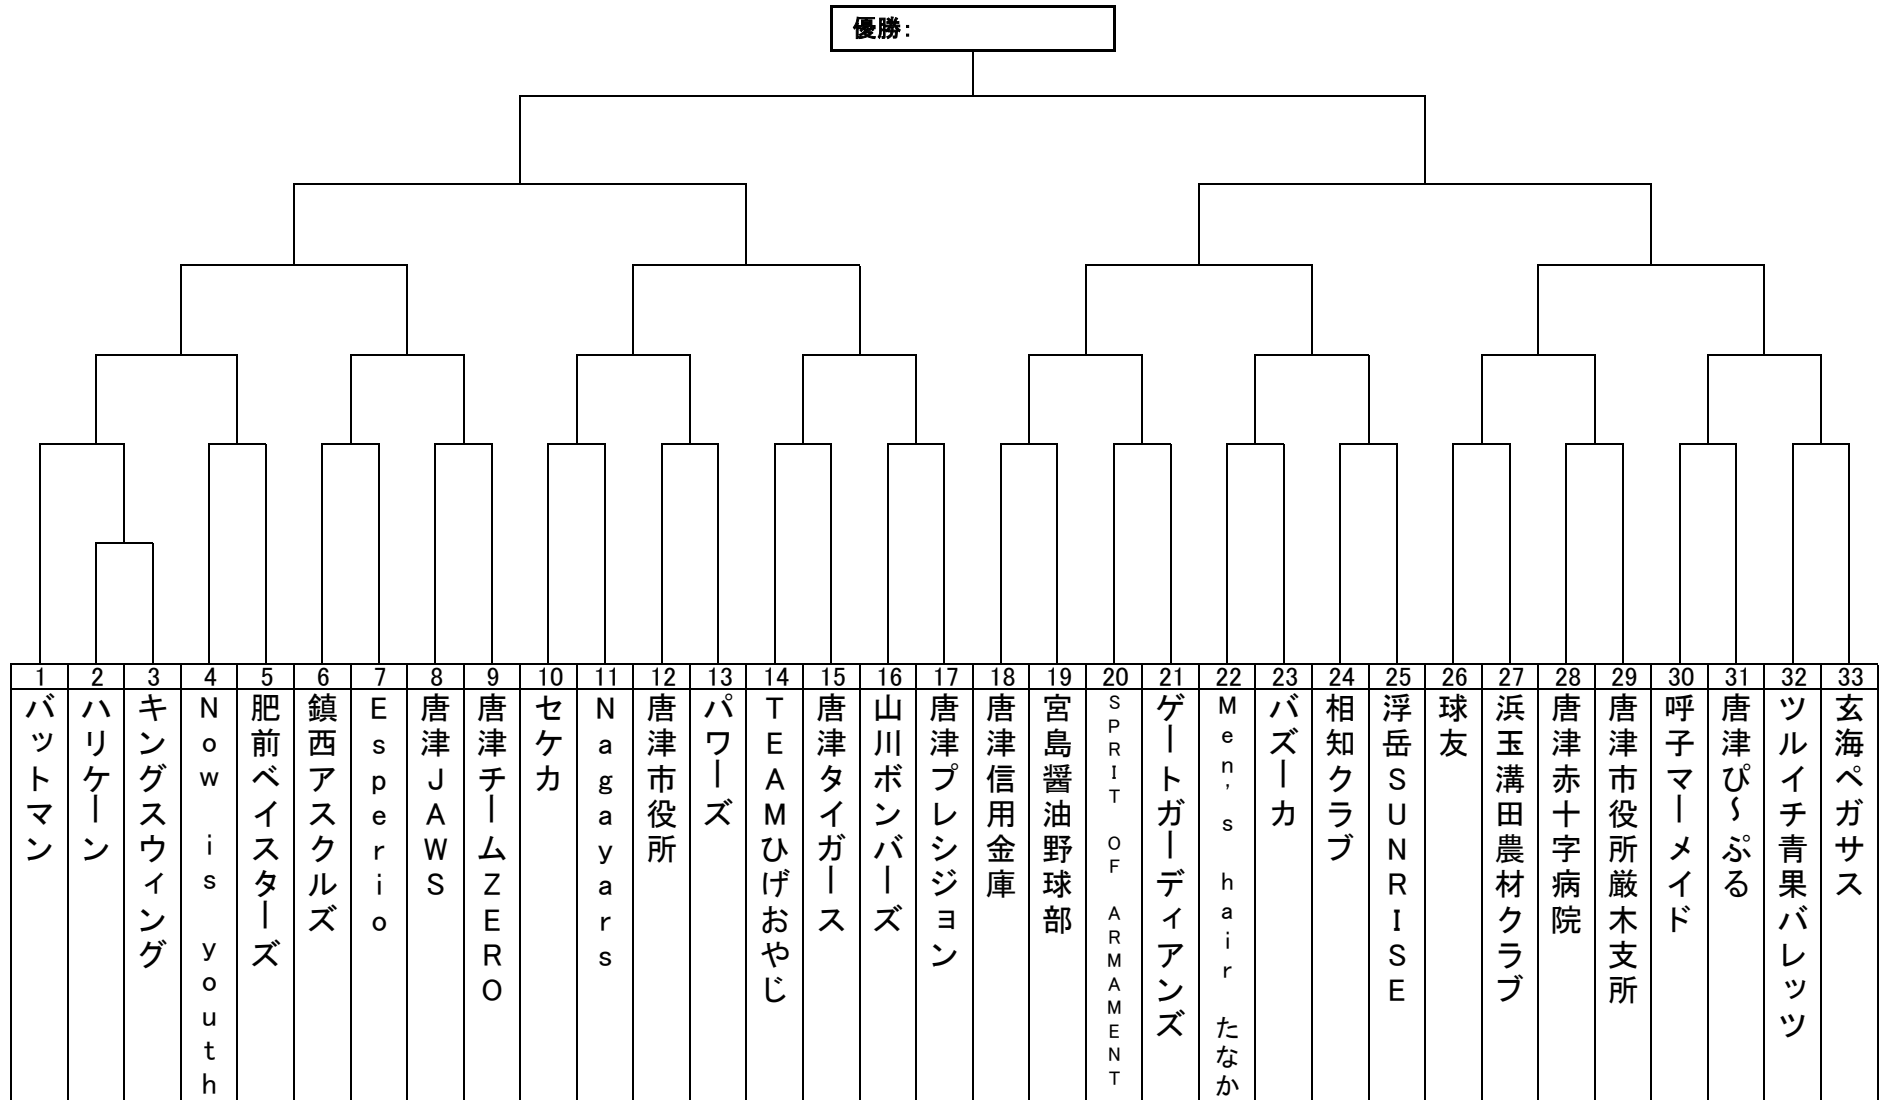 優勝：
1
バットマン
2
ハリケーン
3
キングスウィング
4
Now is youth
5
肥前ベイスターズ
6
鎮西アスクルズ
7
Esperio
8
唐津JAWS
9
唐津チームZERO
10
セケカ
11
Nagayars
12
唐津市役所
13
パワーズ
14
TEAMひげおやじ
15
唐津タイガース
16
山川ボンバーズ
17
唐津プレシジョン
18
唐津信用金庫
19
宮島醤油野球部
20
SPRIT OF ARMAMENT
21
ゲートガーディアンズ
22
Men's hair たなか
23
バズーカ
24
相知クラブ
25
浮岳SUNRISE
26
球友
27
浜玉溝田農材クラブ
28
唐津赤十字病院
29
唐津市役所厳木支所
30
呼子マーメイド
31
唐津ぴ～ぷる
32
ツルイチ青果バレッツ
33
玄海ペガサス